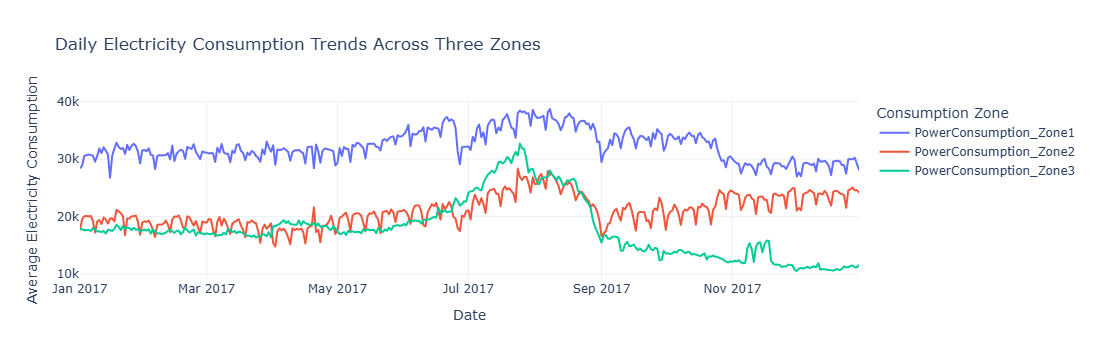 Daily Electricity Consumption Trends Across Three Zones
Average Electricity Consumption
40k
30k
20k
10k
Jan 2017
Mar 2017
May 2017
Jul 2017
Sep 2017
Nov 2017
Date
Consumption Zone
PowerConsumption_Zone1
PowerConsumption_Zone2
PowerConsumption_Zone3